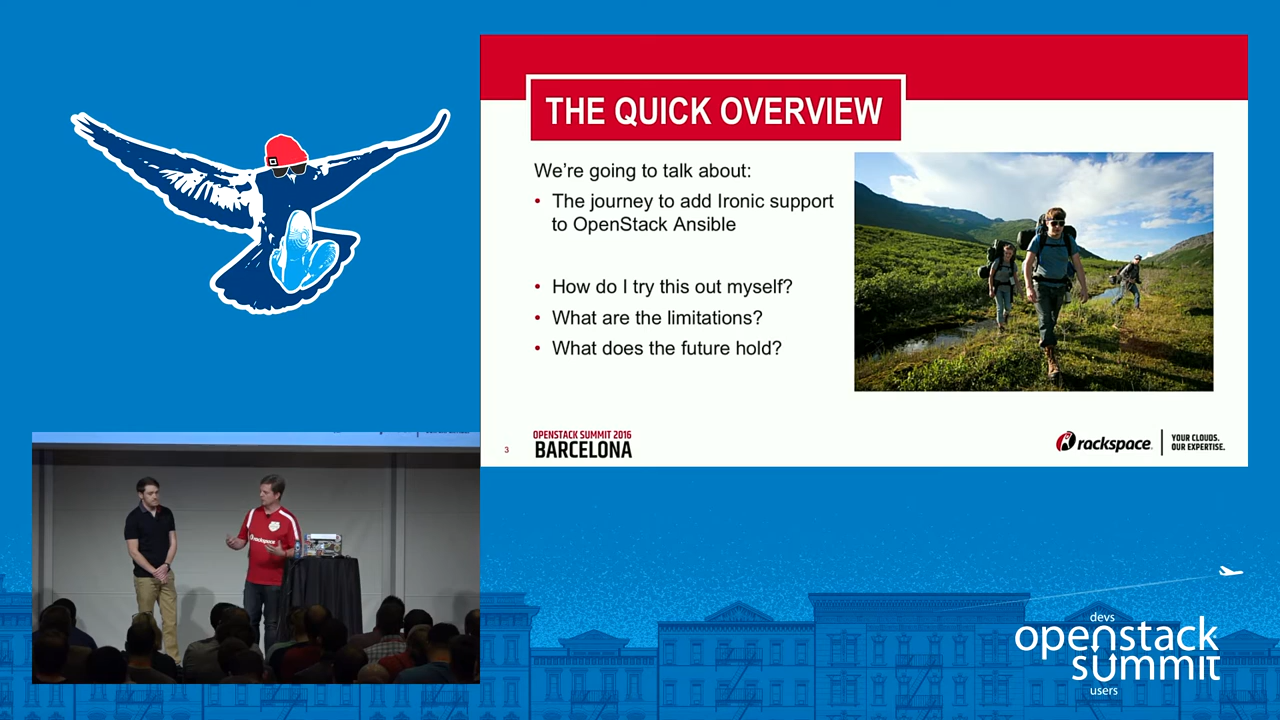 THE QUICK OVERVIEW
We're going to talk about:
• The journey to add Ironic support
to OpenStack Ansible
• How do I try this out myself?
• What are the limitations?
• What does the future hold?
3
OPENSTACK SUMMIT 2016
BARCELONA
rackspace
YOUR CLOUDS.
OUR EXPERTISE.
rackspace
devs
openstack
summit
users